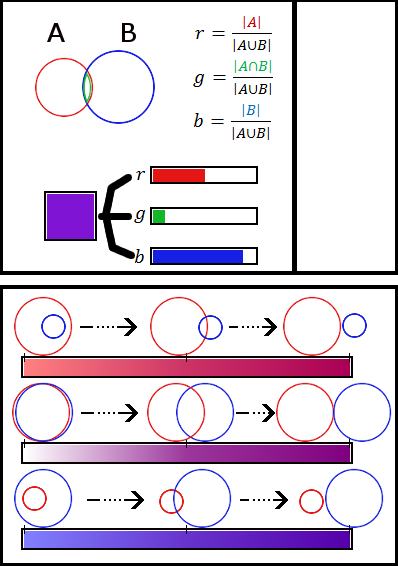 A B
r = |A| / |A∪B|
g = |A∩B| / |A∪B|
b = |B| / |A∪B|
r
g
b